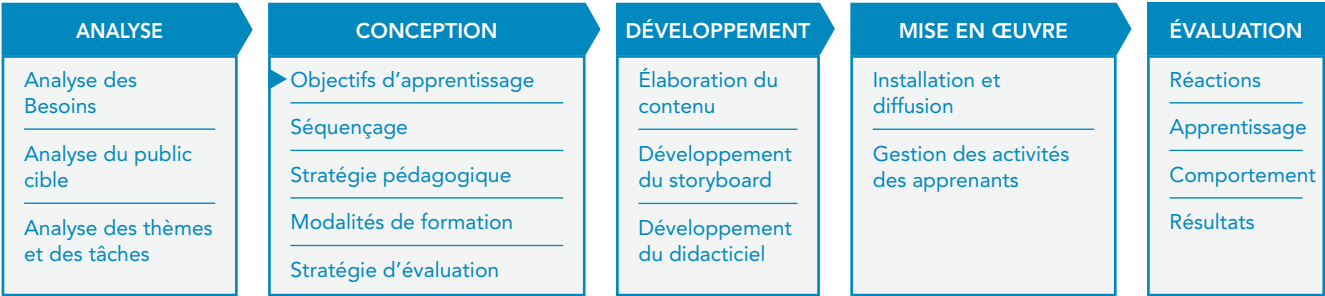 ANALYSE
Analyse des
Besoins
Analyse du public
cible
Analyse des thèmes
et des tâches
CONCEPTION
Objectifs d’apprentissage
Séquençage
Stratégie pédagogique
Modalités de formation
Stratégie d’évaluation
DÉVELOPPEMENT
Élaboration du
contenu
Développement
du storyboard
Développement
du didacticiel
MISE EN ŒUVRE
Installation et
diffusion
Gestion des activités
des apprenants
ÉVALUATION
Réactions
Apprentissage
Comportement
Résultats